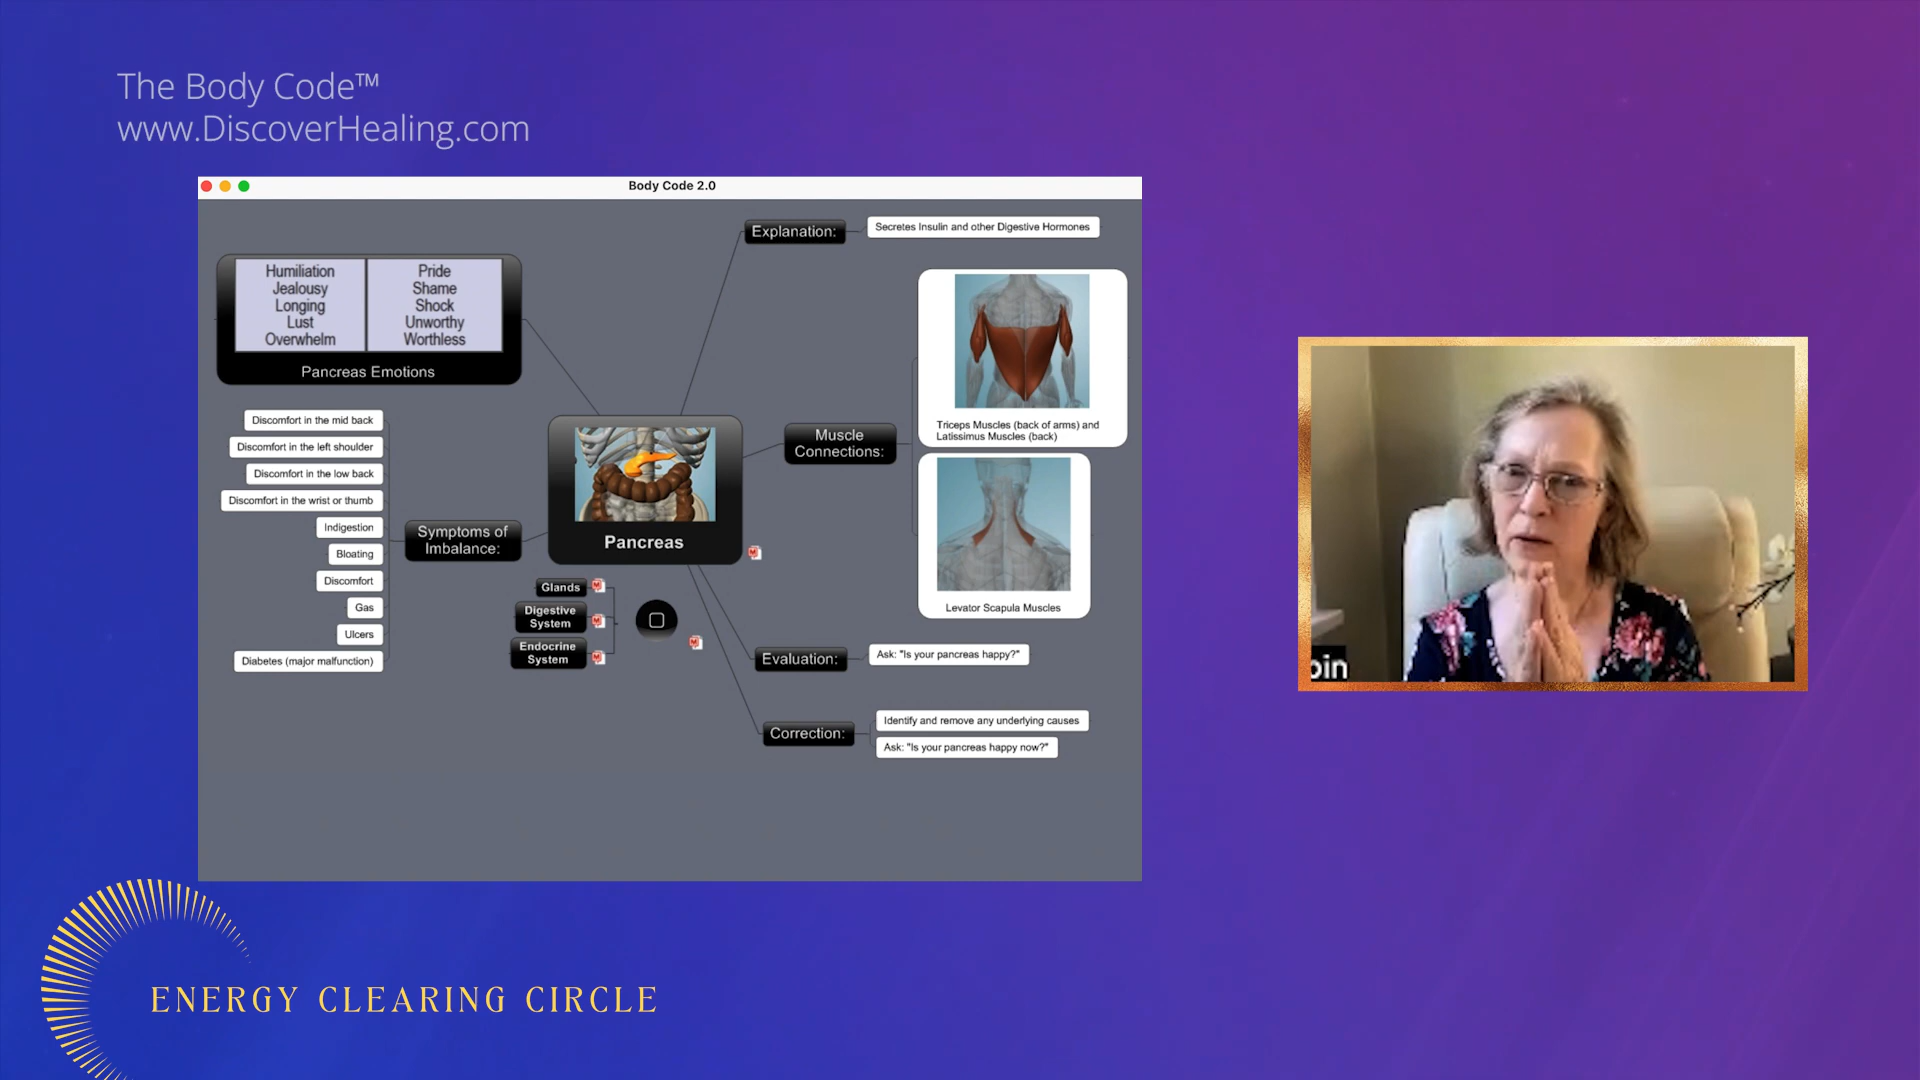 The Body Code™
www.DiscoverHealing.com
Body Code 2.0
Explanation:
Secretes Insulin and other Digestive Hormones
Humiliation
Jealousy
Longing
Lust
Overwhelm
Pride
Shame
Shock
Unworthy
Worthless
Pancreas Emotions
Discomfort in the mid back
Discomfort in the left shoulder
Discomfort in the low back
Discomfort in the wrist or thumb
Indigestion
Bloating
Discomfort
Gas
Ulcers
Diabetes (major malfunction)
Symptoms of
Imbalance:
Pancreas
Glands
Digestive
System
Endocrine
System
Muscle
Connections:
Triceps Muscles (back of arms) and
Latissimus Muscles (back)
Levator Scapula Muscles
Evaluation:
Ask: "Is your pancreas happy?"
Correction:
Identify and remove any underlying causes
Ask: "Is your pancreas happy now?"
ENERGY CLEARING CIRCLE